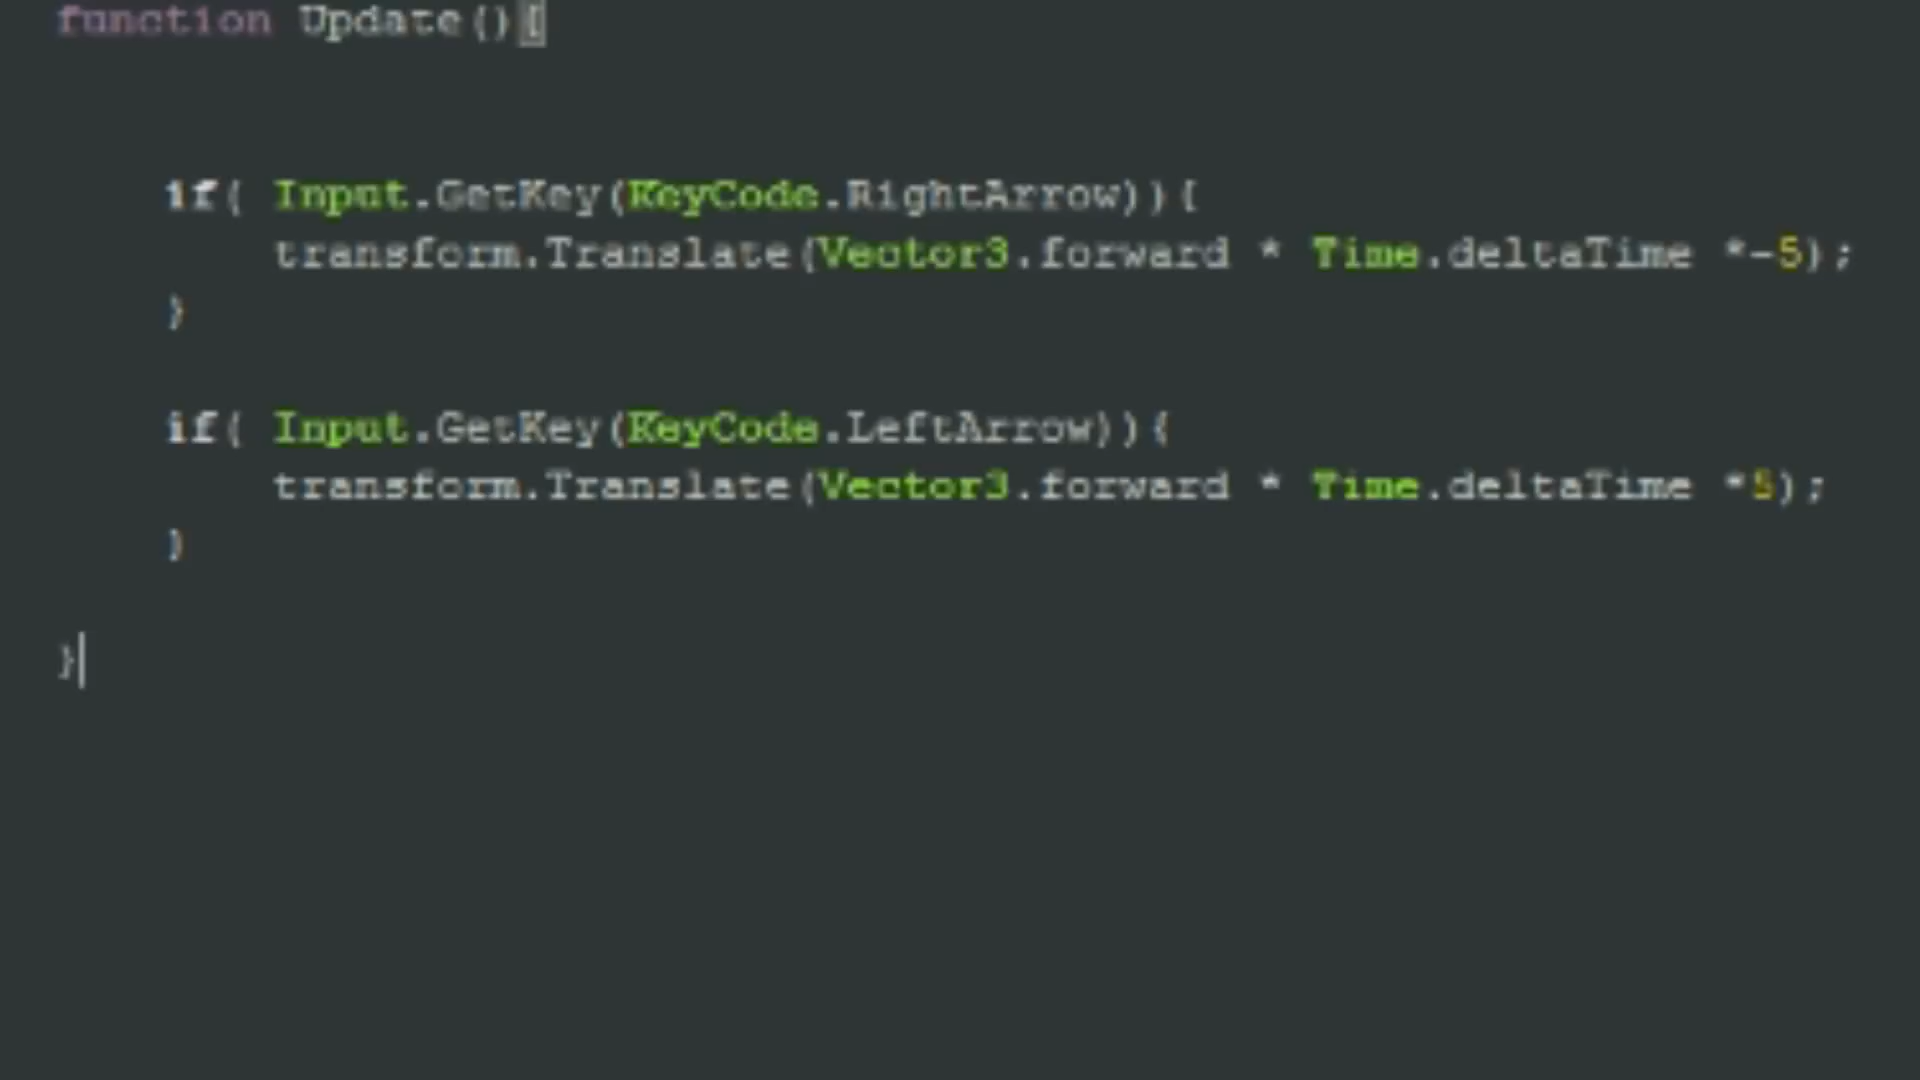 function Update(){
if( Input.GetKey(KeyCode.RightArrow)){
transform.Translate(Vector3.forward * Time.deltaTime *-5);
}
if( Input.GetKey(KeyCode.LeftArrow)){
transform.Translate(Vector3.forward * Time.deltaTime *5);
}
}